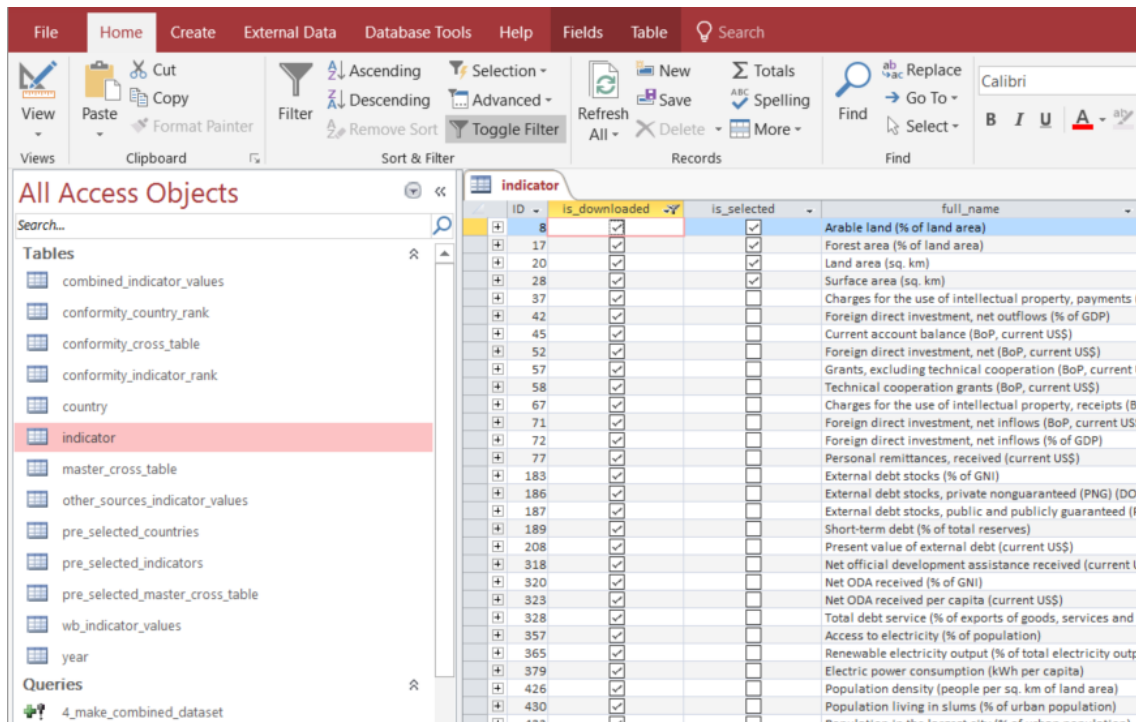 File Home Create External Data Database Tools Help Fields Table Search
Cut Ascending Selection New Totals Replace Calibri
Copy Descending Advanced Save Spelling Go To
View Paste Format Painter Filter Remove Sort Toggle Filter Refresh All Delete More Find Select B I U A
Views Clipboard Sort & Filter Records Find
All Access Objects
Search...
Tables
combined_indicator_values
conformity_country_rank
conformity_cross_table
conformity_indicator_rank
country
indicator
master_cross_table
other_sources_indicator_values
pre_selected_countries
pre_selected_indicators
pre_selected_master_cross_table
wb_indicator_values
year
Queries
4_make_combined_dataset
indicator
ID is_downloaded is_selected full_name
8 Arable land (% of land area)
17 Forest area (% of land area)
20 Land area (sq. km)
28 Surface area (sq. km)
37 Charges for the use of intellectual property, payments
42 Foreign direct investment, net outflows (% of GDP)
45 Current account balance (BoP, current US$)
52 Foreign direct investment, net (BoP, current US$)
57 Grants, excluding technical cooperation (BoP, current
58 Technical cooperation grants (BoP, current US$)
67 Charges for the use of intellectual property, receipts (B
71 Foreign direct investment, net inflows (BoP, current US
72 Foreign direct investment, net inflows (% of GDP)
77 Personal remittances, received (current US$)
183 External debt stocks (% of GNI)
186 External debt stocks, private nonguaranteed (PNG) (DO
187 External debt stocks, public and publicly guaranteed (
189 Short-term debt (% of total reserves)
208 Present value of external debt (current US$)
318 Net official development assistance received (current
320 Net ODA received (% of GNI)
323 Net ODA received per capita (current US$)
328 Total debt service (% of exports of goods, services and
357 Access to electricity (% of population)
365 Renewable electricity output (% of total electricity outp
379 Electric power consumption (kWh per capita)
426 Population density (people per sq. km of land area)
430 Population living in slums (% of urban population)